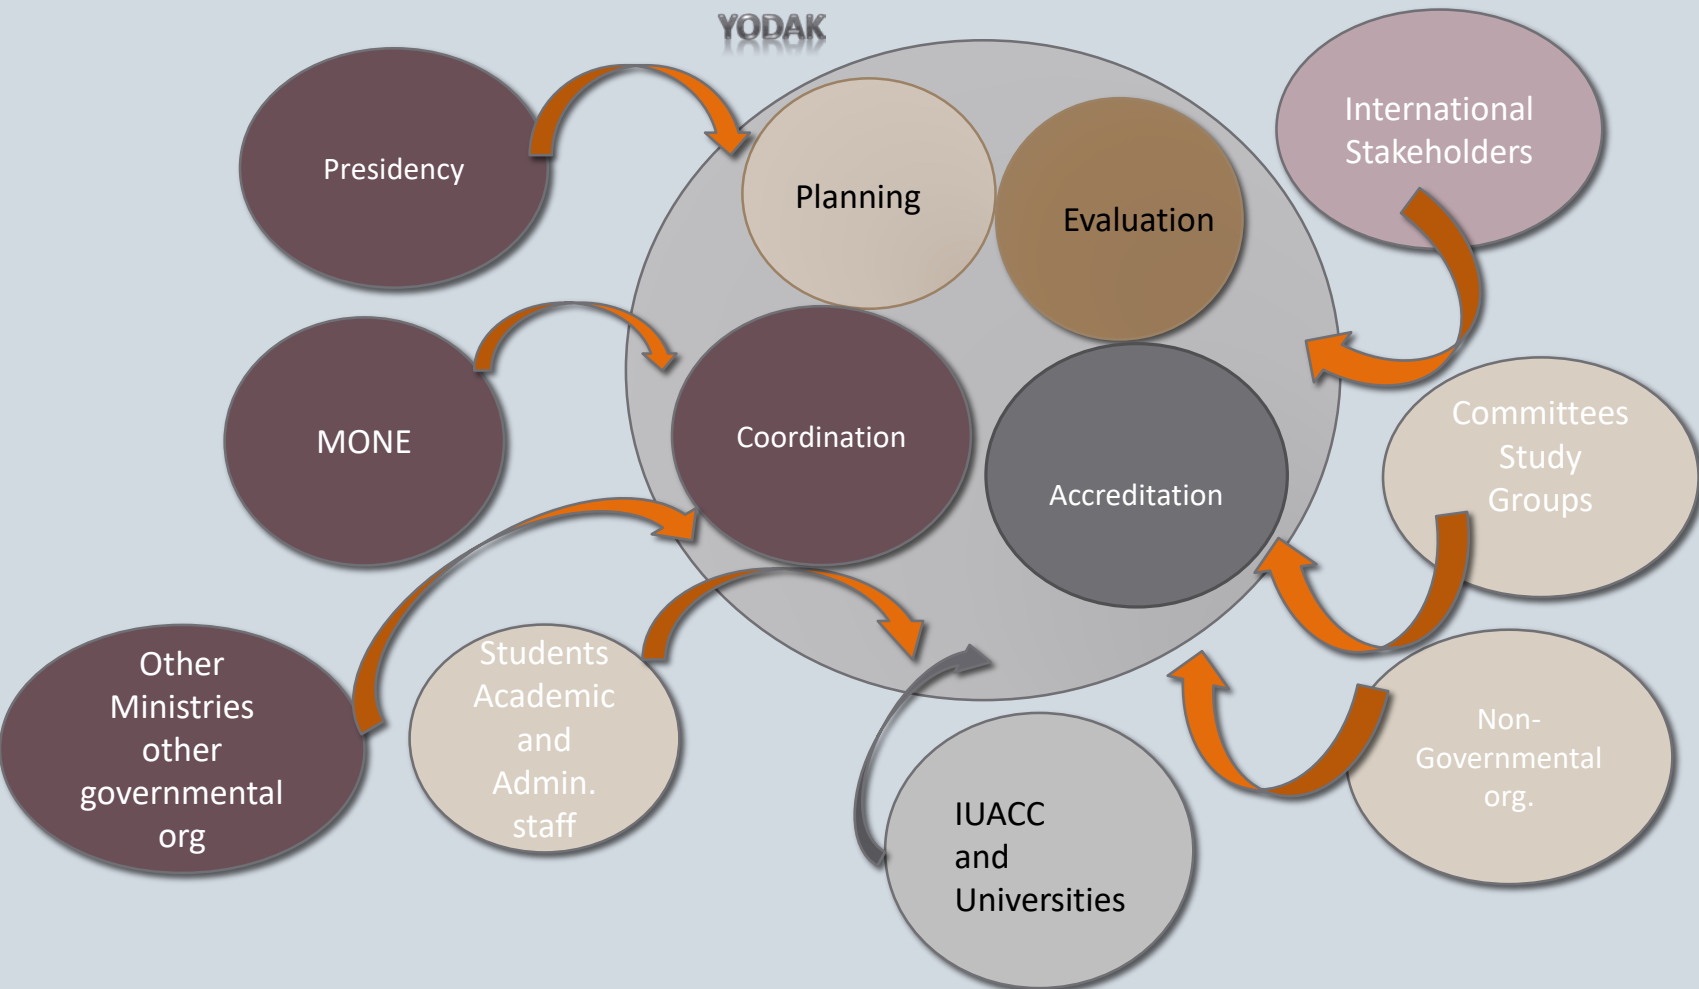 YODAK
Presidency
Planning
Evaluation
International
Stakeholders
MONE
Coordination
Accreditation
Committees
Study
Groups
Other
Ministries
other
governmental
org
Students
Academic
and
Admin.
staff
IUACC
and
Universities
Non-
Governmental
org.